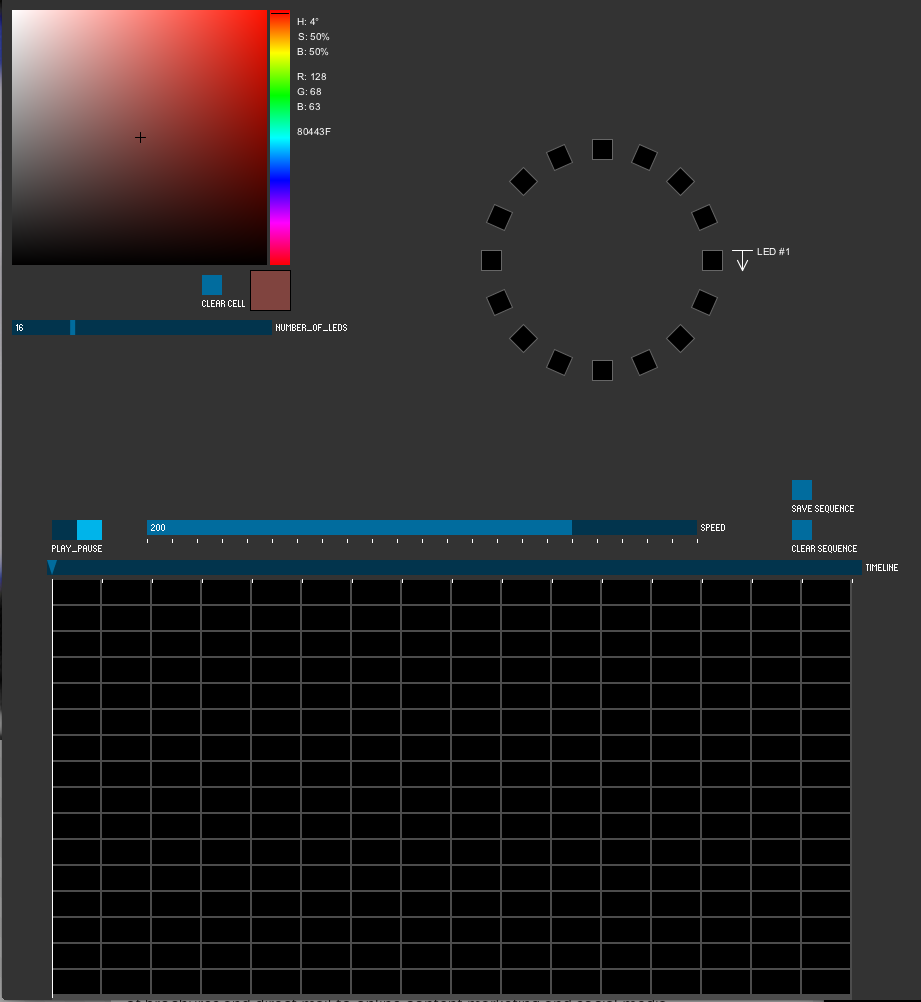 H: 4°
S: 50%
B: 50%
R: 128
G: 68
B: 63
80443F
LED #1
CLEAR CELL
16
NUMBER_OF_LEDS
SAVE SEQUENCE
200
SPEED
PLAY_PAUSE
CLEAR SEQUENCE
TIMELINE